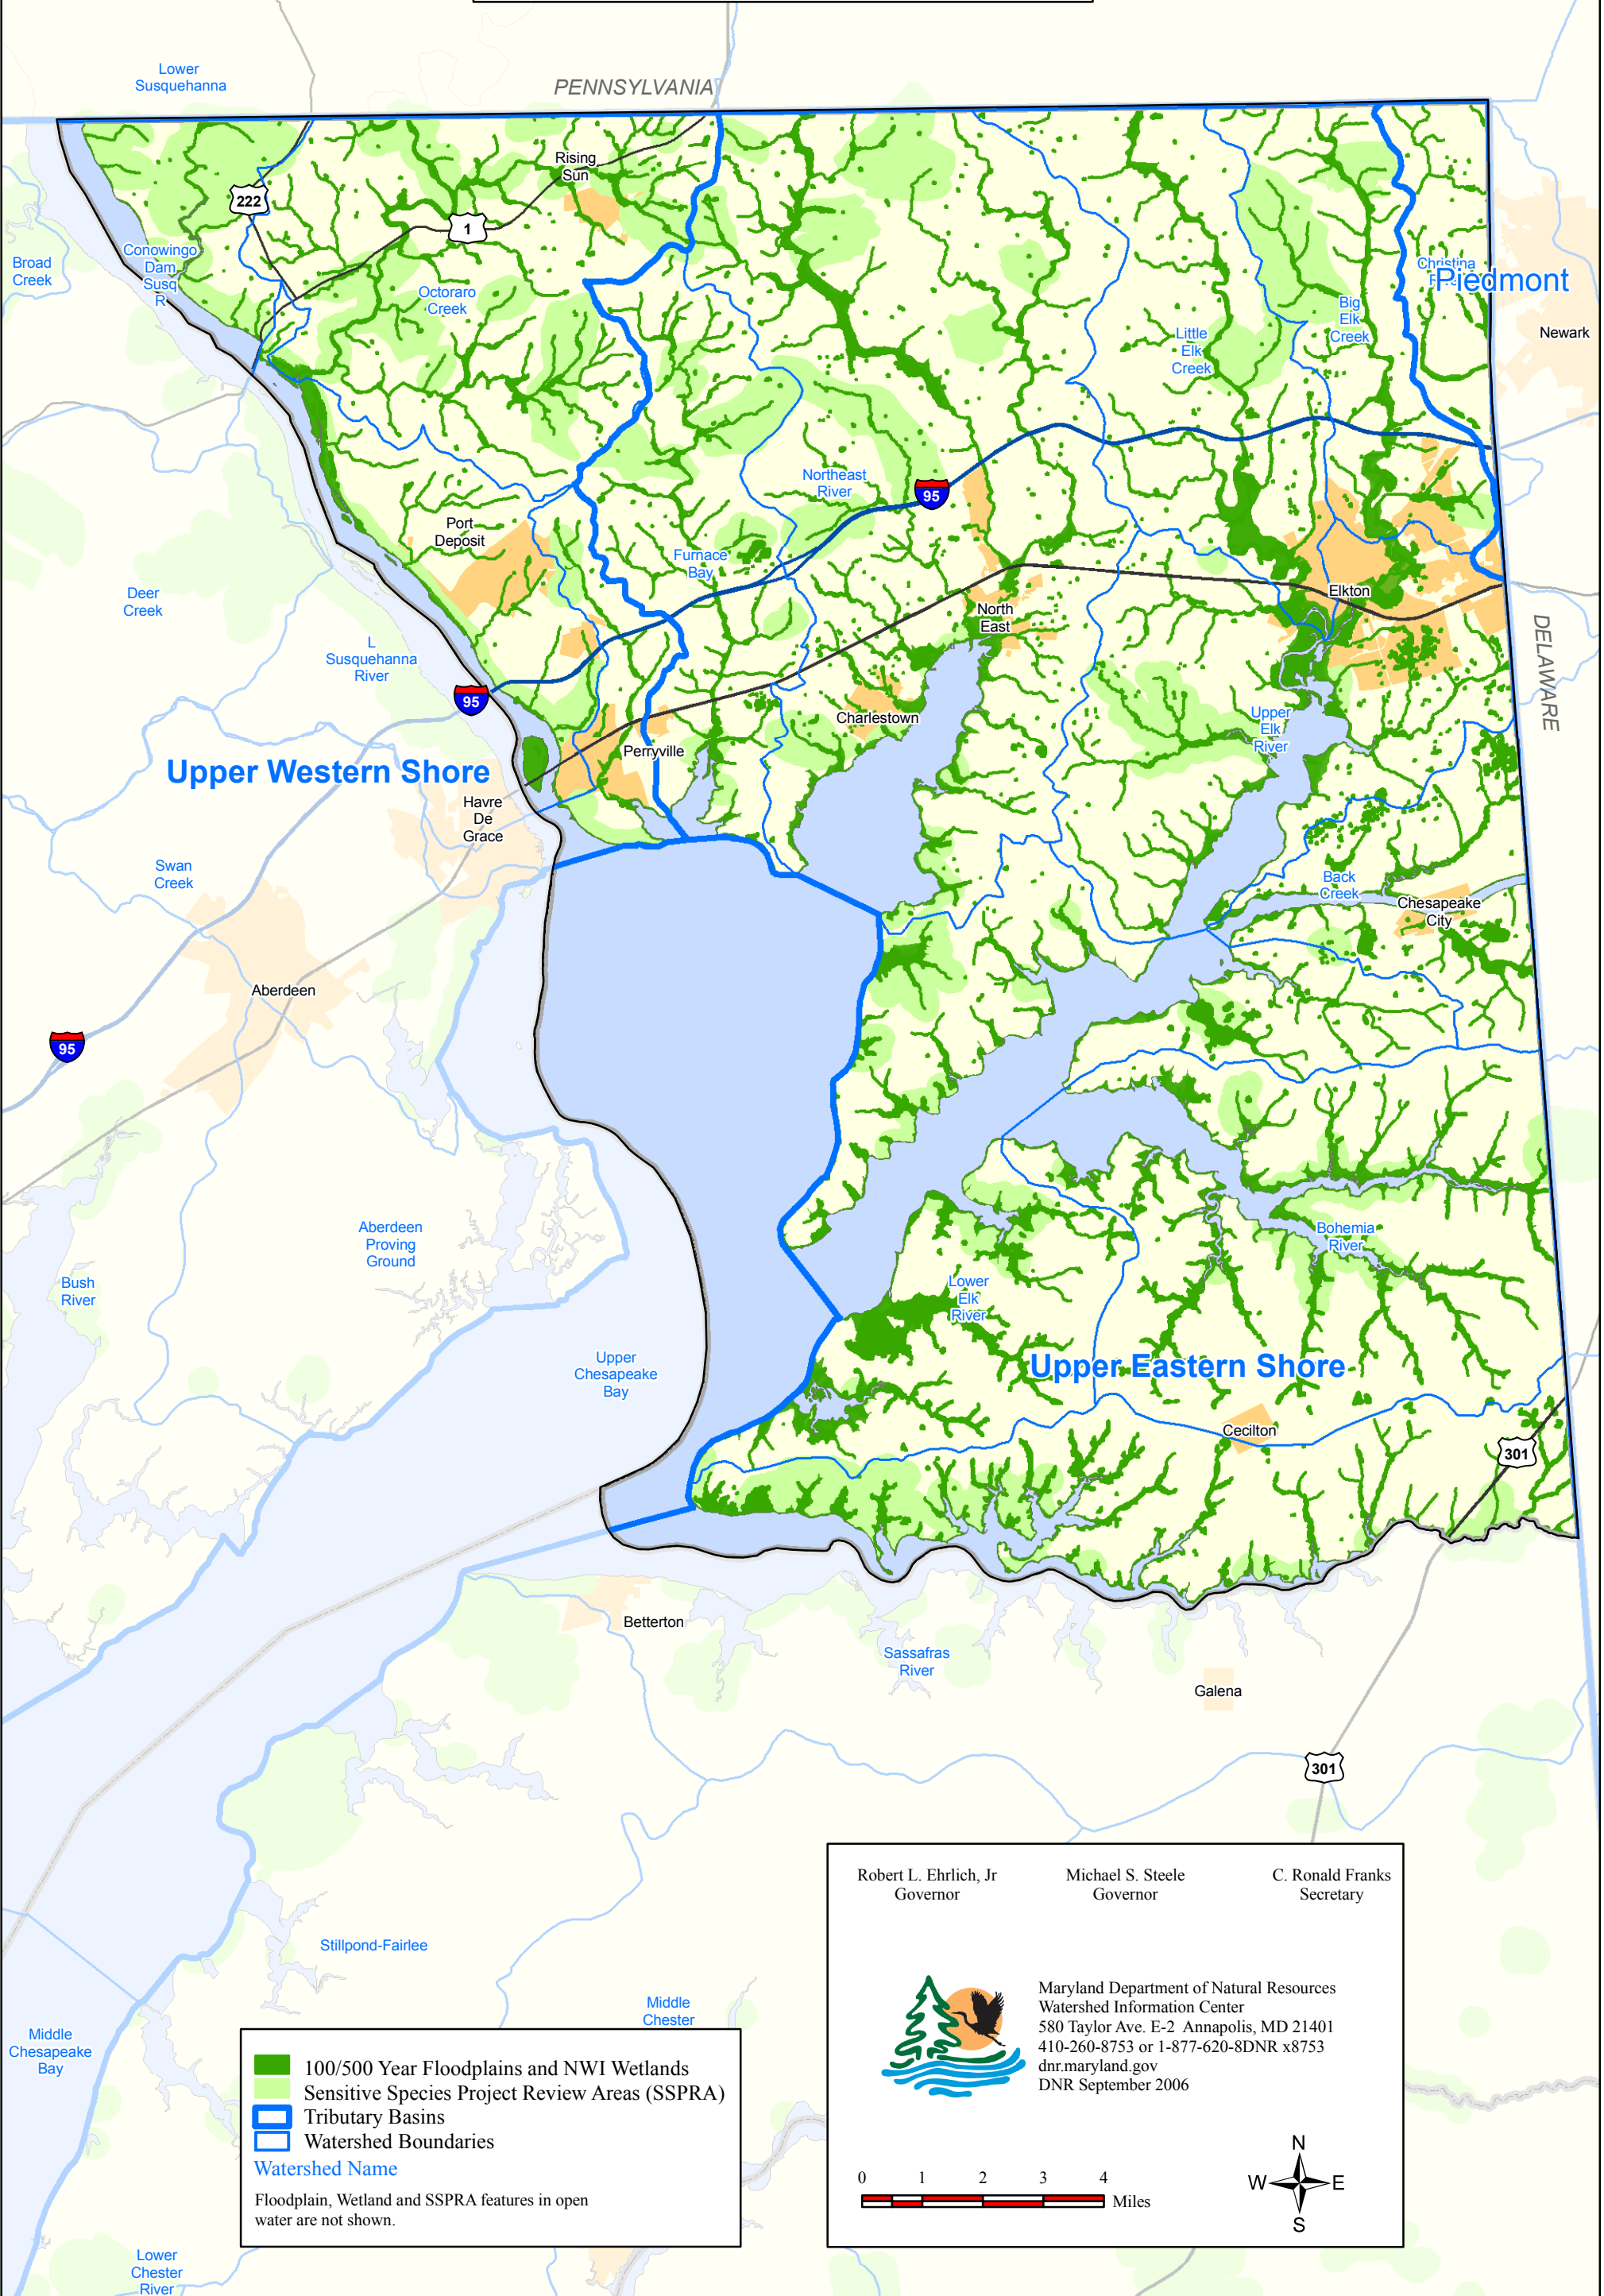 Lower
Susquehanna
PENNSYLVANIA
Rising
Sun
222
1
Conowingo
Dam
Susq
R
Broad
Creek
Octoraro
Creek
Christina
Piedmont
Big
Elk
Creek
Little
Elk
Creek
Newark
Northeast
River
95
Port
Deposit
Furnace
Bay
Deer
Creek
Elkton
North
East
DELAWARE
L
Susquehanna
River
95
Charlestown
Upper
Elk
River
Perryville
Upper Western Shore
Havre
De
Grace
Swan
Creek
Back
Creek
Chesapeake
City
Aberdeen
95
Aberdeen
Proving
Ground
Bohemia
River
Bush
River
Lower
Elk
River
Upper
Chesapeake
Bay
Upper Eastern Shore
Cecilton
301
Betterton
Sassafras
River
Galena
301
Robert L. Ehrlich, Jr
Governor
Michael S. Steele
Governor
C. Ronald Franks
Secretary
Stillpond-Fairlee
Maryland Department of Natural Resources
Watershed Information Center
580 Taylor Ave. E-2 Annapolis, MD 21401
410-260-8753 or 1-877-620-8DNR x8753
dnr.maryland.gov
DNR September 2006
Middle
Chester
Middle
Chesapeake
Bay
100/500 Year Floodplains and NWI Wetlands
Sensitive Species Project Review Areas (SSPRA)
Tributary Basins
Watershed Boundaries
Watershed Name
Floodplain, Wetland and SSPRA features in open
water are not shown.
0 1 2 3 4
Miles
N
W E
S
Lower
Chester
River